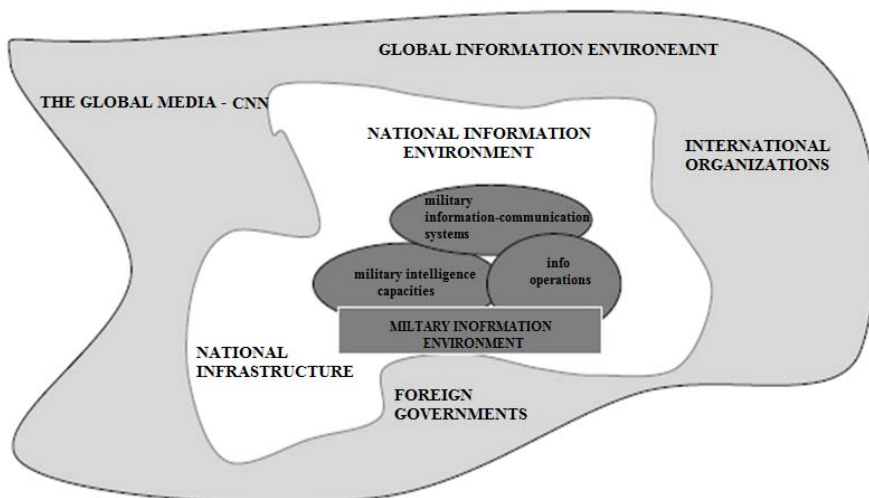 GLOBAL INFORMATION ENVIRONEMNT
THE GLOBAL MEDIA - CNN
NATIONAL INFORMATION
ENVIRONMENT
INTERNATIONAL
ORGANIZATIONS
military
information-communication
systems
info
operations
military intelligence
capacities
MILTARY INOFRMATION
ENVIRONMENT
NATIONAL
INFRASTRUCTURE
FOREIGN
GOVERNMENTS